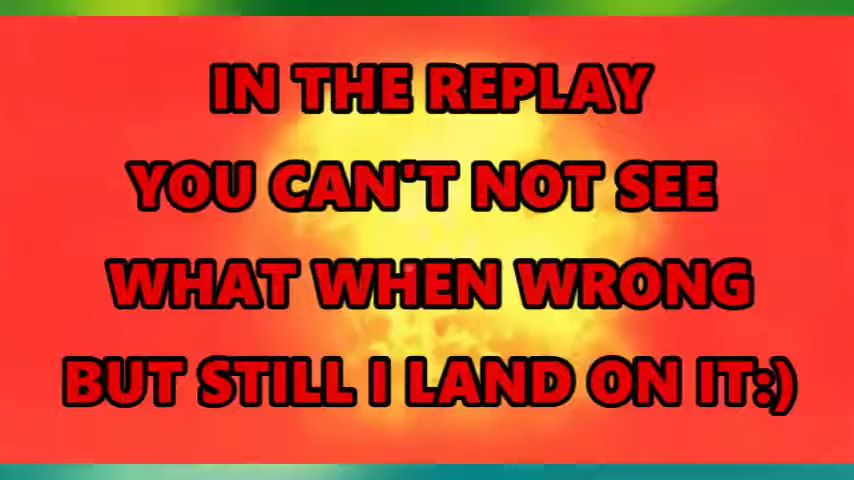 IN THE REPLAY
YOU CAN'T NOT SEE
WHAT WHEN WRONG
BUT STILL I LAND ON IT:)